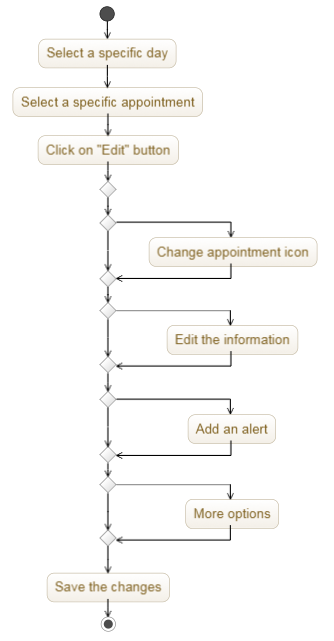 Select a specific day
Select a specific appointment
Click on "Edit" button
Change appointment icon
Edit the information
Add an alert
More options
Save the changes